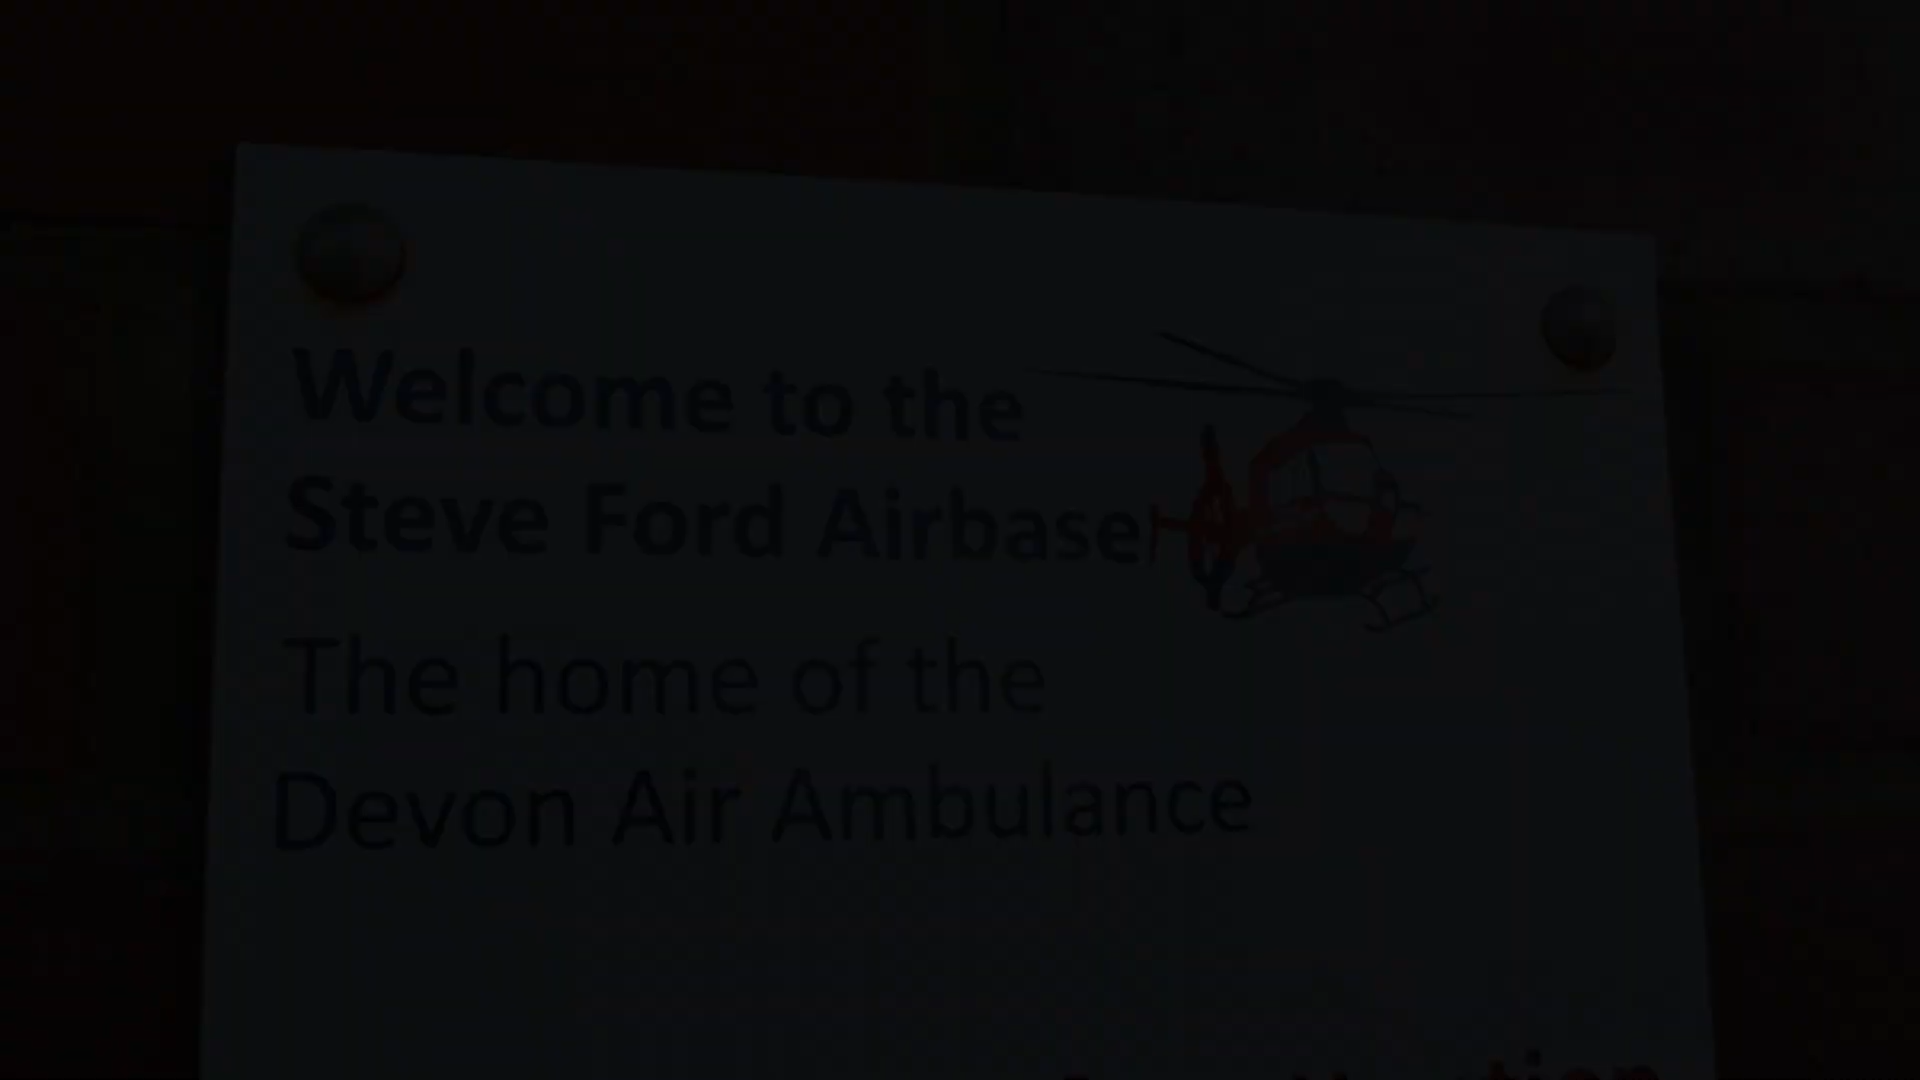 Welcome to the
Steve Ford Airbase
The home of the
Devon Air Ambulance